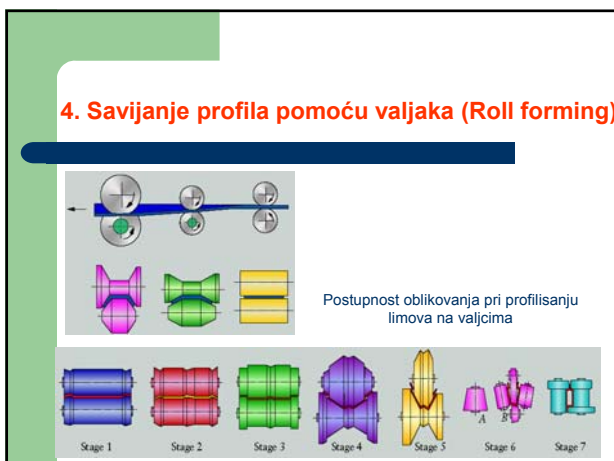 4. Savijanje profila pomoću valjaka (Roll forming)
Postupnost oblikovanja pri profilisanju
limova na valjcima
A
B
Stage 1 Stage 2 Stage 3 Stage 4 Stage 5 Stage 6 Stage 7